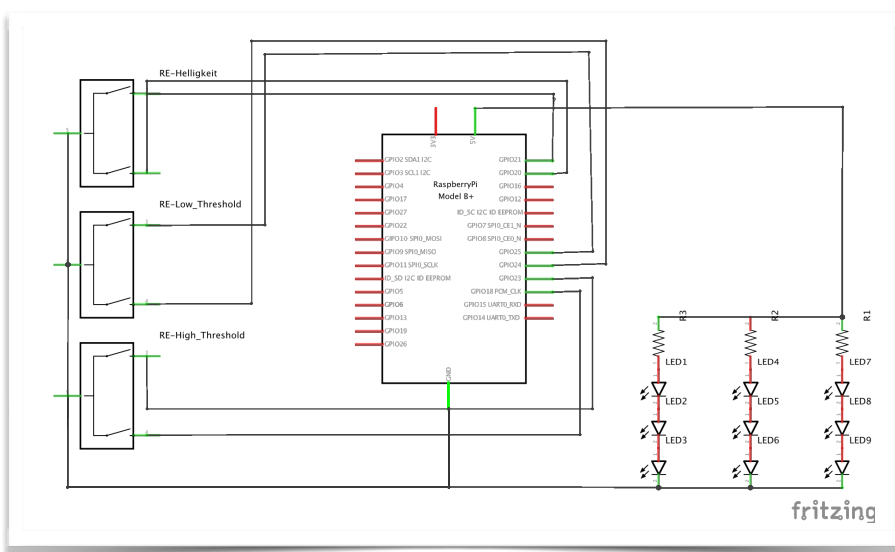 RE-Helligkeit
RE-Low_Threshold
RE-High_Threshold
3V3
5V
RaspberryPi
Model B+
GPIO2 SDA1 I2C
GPIO3 SCL1 I2C
GPIO4
GPIO17
GPIO27
GPIO22
GPIO10 SPI0_MOSI
GPIO9 SPI0_MISO
GPIO11 SPI0_SCLK
ID_SD I2C ID EEPROM
GPIO5
GPIO6
GPIO13
GPIO19
GPIO26
GPIO21
GPIO20
GPIO16
GPIO12
ID_SC I2C ID EEPROM
GPIO7 SPI0_CE1_N
GPIO8 SPI0_CE0_N
GPIO25
GPIO24
GPIO23
GPIO18 PCM_CLK
GPIO15 UART0_RXD
GPIO14 UART0_TXD
GND
R3
R2
R1
LED1
LED4
LED7
LED2
LED5
LED8
LED3
LED6
LED9
fritzing